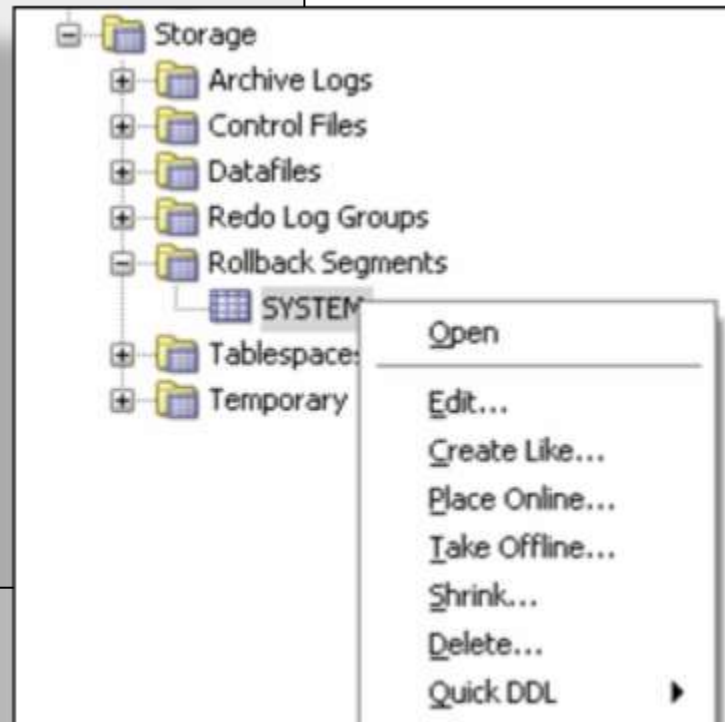 Storage
Archive Logs
Control Files
Datafiles
Redo Log Groups
Rollback Segments
SYSTEM
Tablespaces
Temporary
Open
Edit...
Create Like...
Place Online...
Take Offline...
Shrink...
Delete...
Quick DDL